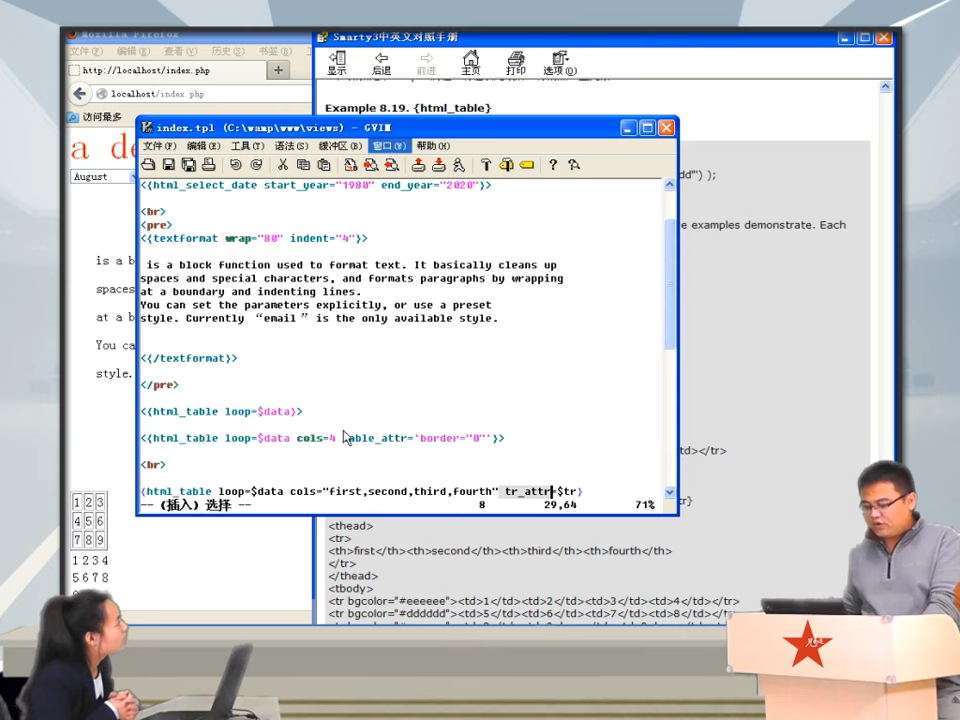 Mozilla Firefox
文件(F) 编辑(E) 查看(V) 历史(S) 书签(B)
http://localhost/index.php +
localhost/index.php
访问最多
a de
August
is a b
spaces
at a b
You ca
style.
1 2 3
4 5 6
7 8 9
1 2 3 4
5 6 7 8
Smarty3中英文对照手册
显示 后退 前进 主页 打印 选项(O)
Example 8.19. {html_table}
dd") );
e examples demonstrate. Each
td></tr>
r}
<thead>
<tr>
<th>first</th><th>second</th><th>third</th><th>fourth</th>
</tr>
</thead>
<tbody>
<tr bgcolor="#eeeeee"><td>1</td><td>2</td><td>3</td><td>4</td></tr>
<tr bgcolor="#dddddd"><td>5</td><td>6</td><td>7</td><td>8</td></tr>
index.tpl (C:\wamp\www\views) - GVIM
文件(F) 编辑(E) 工具(T) 语法(S) 缓冲区(B) 窗口(W) 帮助(H)
<{html_select_date start_year="1980" end_year="2020"}>
<br>
<pre>
<{textformat wrap="80" indent="4"}>
is a block function used to format text. It basically cleans up
spaces and special characters, and formats paragraphs by wrapping
at a boundary and indenting lines.
You can set the parameters explicitly, or use a preset
style. Currently “email” is the only available style.
<{/textformat}>
</pre>
<{html_table loop=$data}>
<{html_table loop=$data cols=4 table_attr='border="0"'}>
<br>
{html_table loop=$data cols="first,second,third,fourth" tr_attr=$tr}
-- (插入) 选择 -- 8 29,64 71%